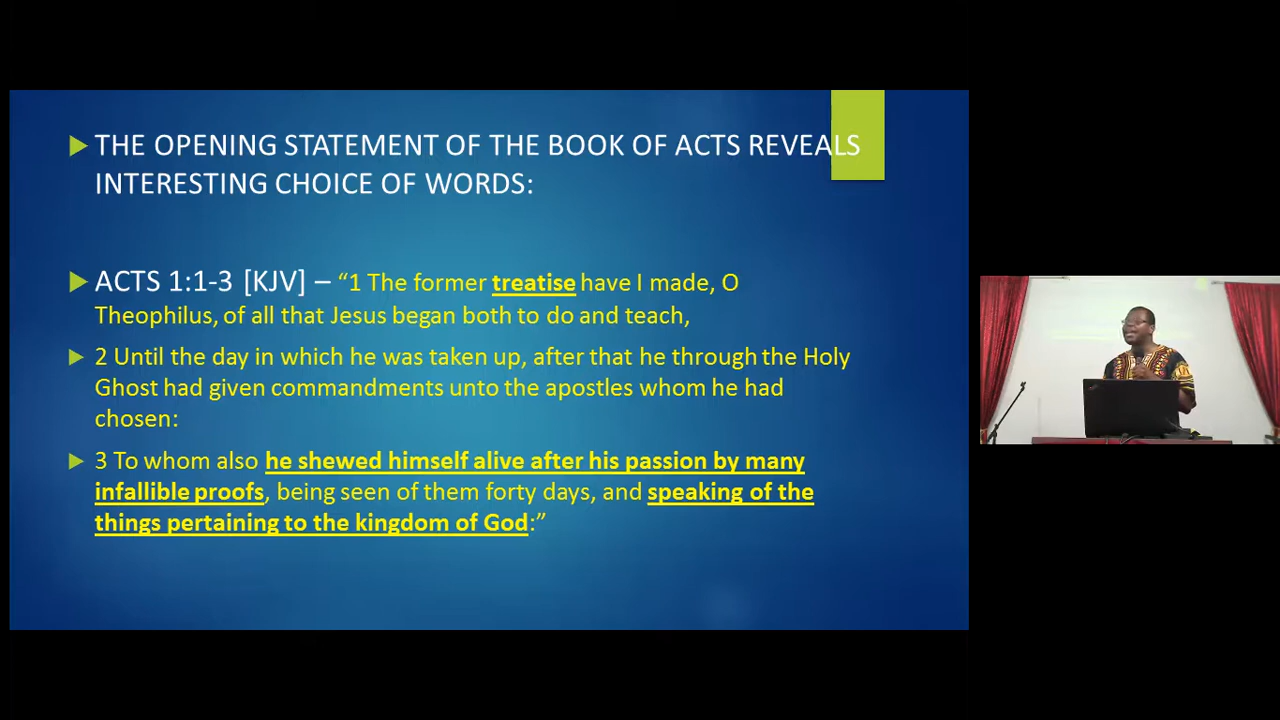 THE OPENING STATEMENT OF THE BOOK OF ACTS REVEALS
INTERESTING CHOICE OF WORDS:
ACTS 1:1-3 [KJV] – “1 The former treatise have I made, O
Theophilus, of all that Jesus began both to do and teach,
2 Until the day in which he was taken up, after that he through the Holy
Ghost had given commandments unto the apostles whom he had
chosen:
3 To whom also he shewed himself alive after his passion by many
infallible proofs, being seen of them forty days, and speaking of the
things pertaining to the kingdom of God:”